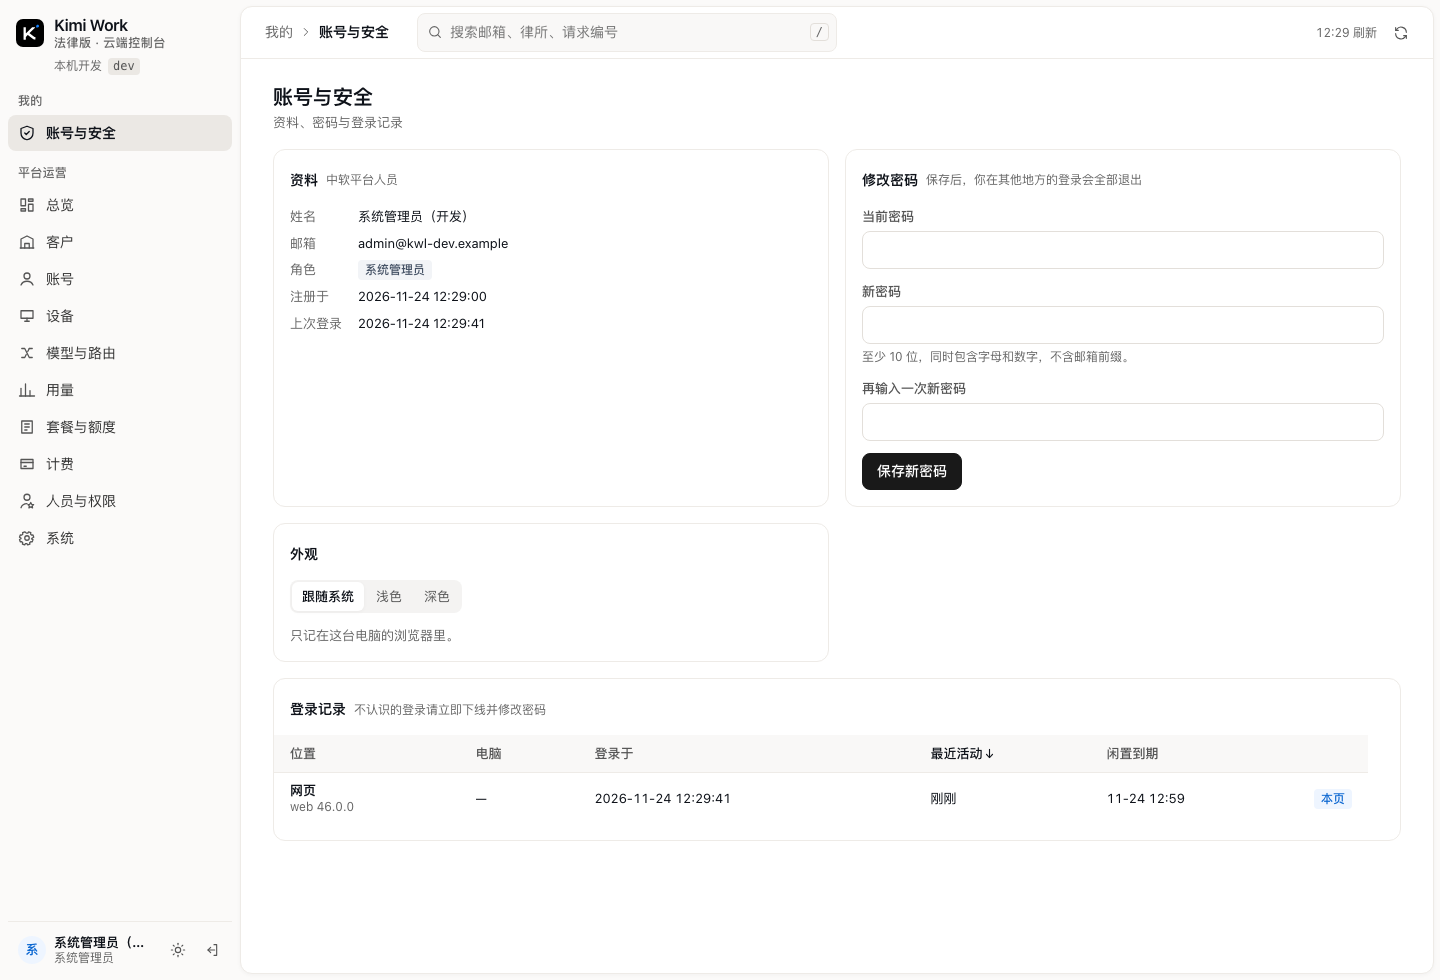 Kimi Work
法律版 · 云端控制台
本机开发 dev
我的
账号与安全
平台运营
总览
客户
账号
设备
模型与路由
用量
套餐与额度
计费
人员与权限
系统
系
系统管理员（...
系统管理员
我的 > 账号与安全
搜索邮箱、律所、请求编号 /
12:29 刷新
账号与安全
资料、密码与登录记录
资料 中软平台人员
姓名 系统管理员（开发）
邮箱 admin@kwl-dev.example
角色 系统管理员
注册于 2026-11-24 12:29:00
上次登录 2026-11-24 12:29:41
修改密码 保存后，你在其他地方的登录会全部退出
当前密码
新密码
至少 10 位，同时包含字母和数字，不含邮箱前缀。
再输入一次新密码
保存新密码
外观
跟随系统 浅色 深色
只记在这台电脑的浏览器里。
登录记录 不认识的登录请立即下线并修改密码
位置 电脑 登录于 最近活动↓ 闲置到期
网页 — 2026-11-24 12:29:41 刚刚 11-24 12:59 本页
web 46.0.0